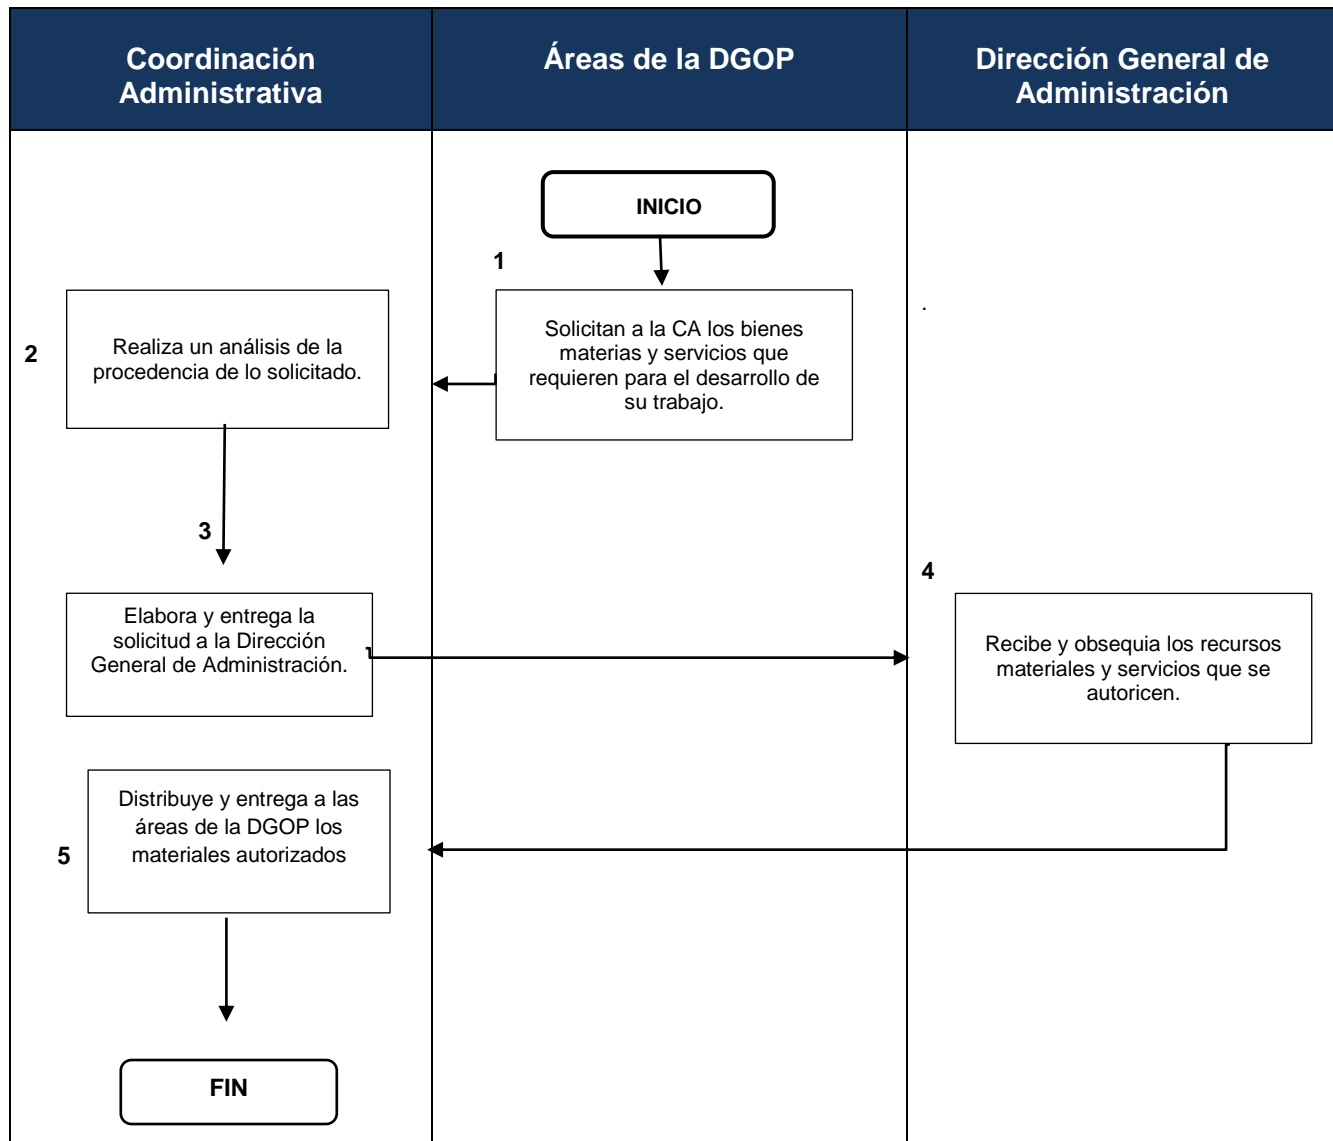 Coordinación
Administrativa
Áreas de la DGOP
Dirección General de
Administración
INICIO
1
Solicitan a la CA los bienes
materias y servicios que
requieren para el desarrollo de
su trabajo.
.
2
Realiza un análisis de la
procedencia de lo solicitado.
3
Elabora y entrega la
solicitud a la Dirección
General de Administración.
4
Recibe y obsequia los recursos
materiales y servicios que se
autoricen.
5
Distribuye y entrega a las
áreas de la DGOP los
materiales autorizados
FIN